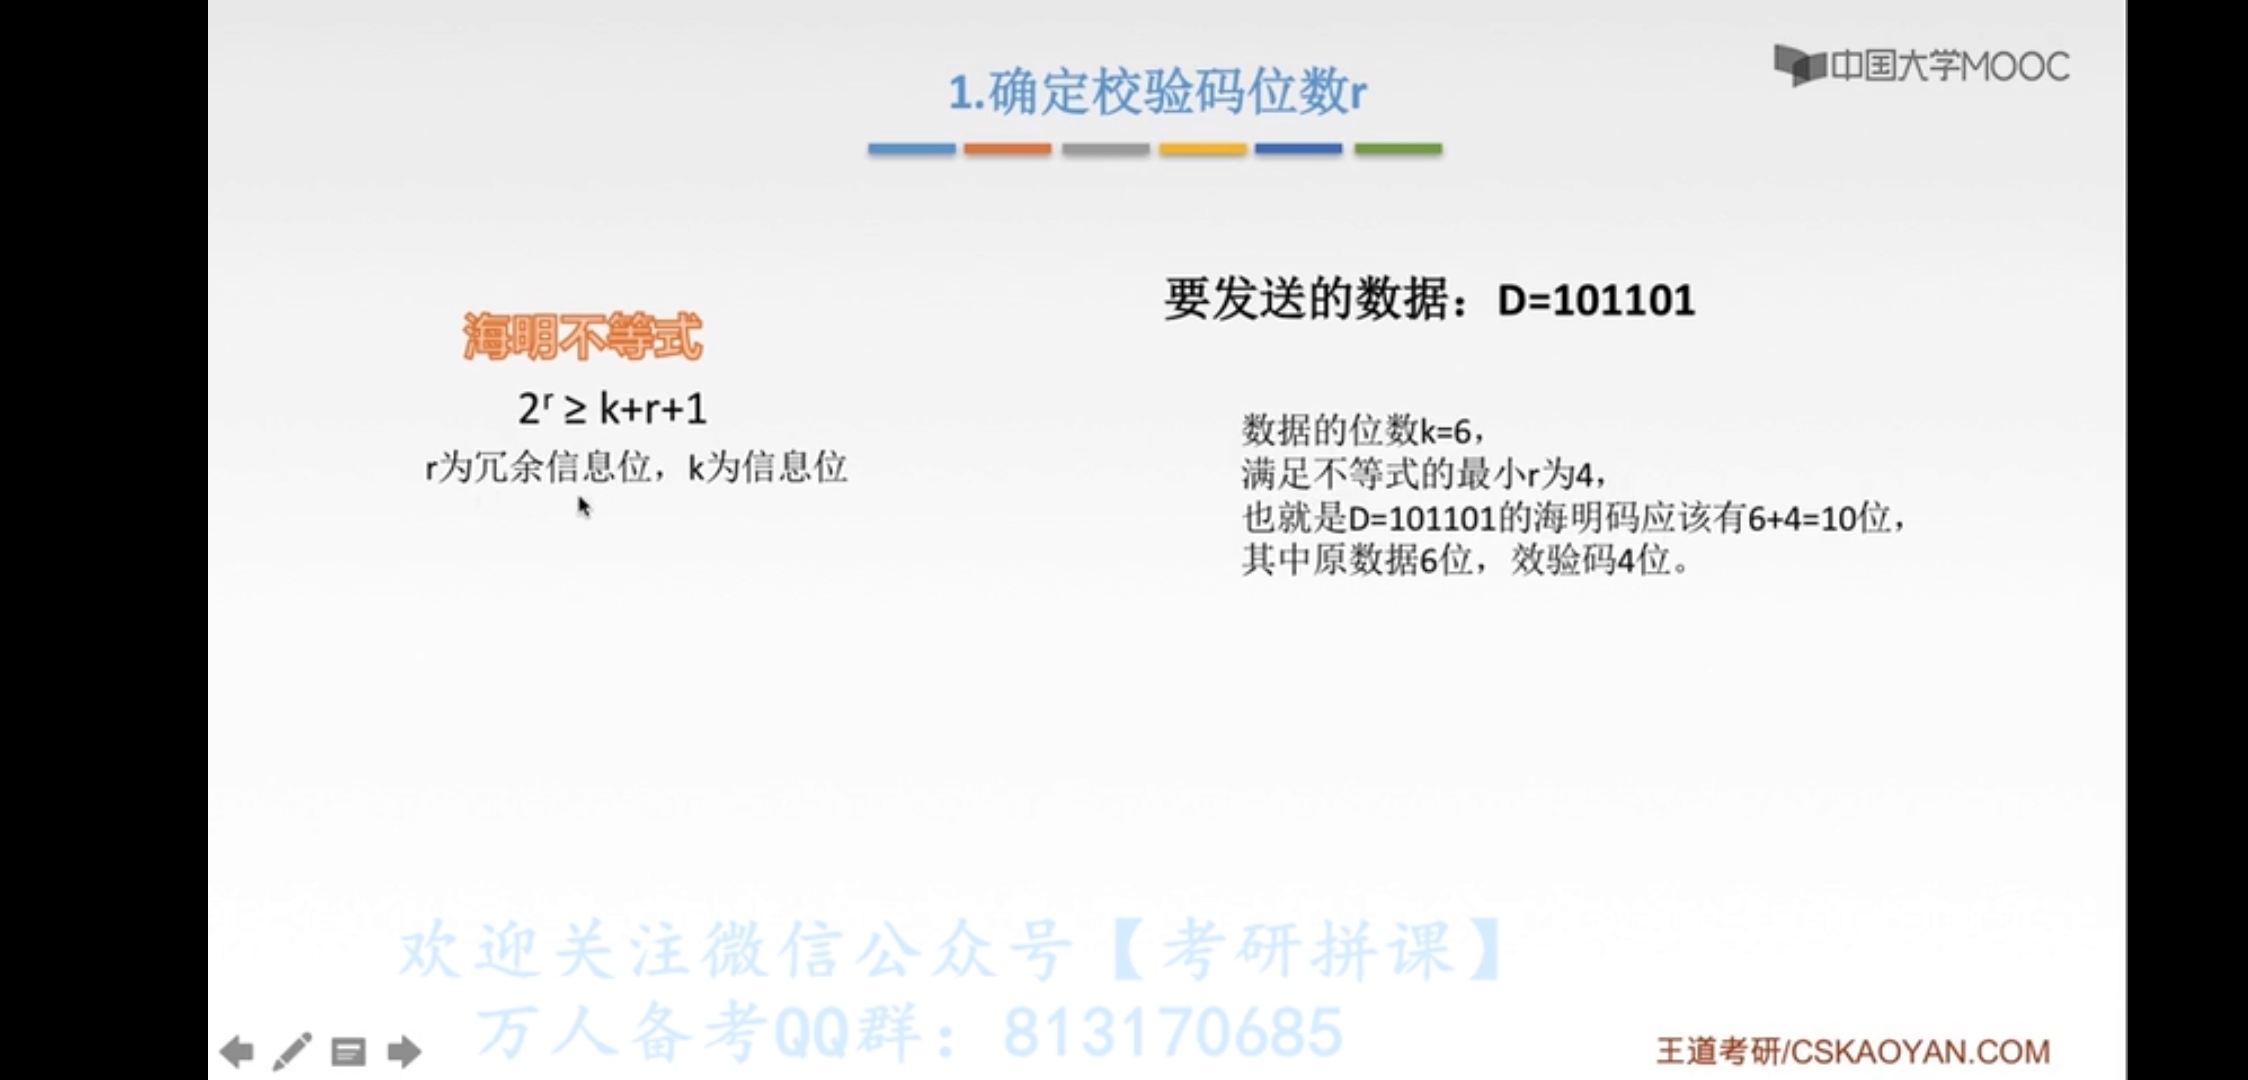 中国大学MOOC
1.确定校验码位数r
海明不等式
2ʳ ≥ k+r+1
r为冗余信息位，k为信息位
要发送的数据：D=101101
数据的位数k=6，
满足不等式的最小r为4，
也就是D=101101的海明码应该有6+4=10位，
其中原数据6位，效验码4位。
欢迎关注微信公众号【考研拼课】
万人备考QQ群：813170685
王道考研/CSKAOYAN.COM